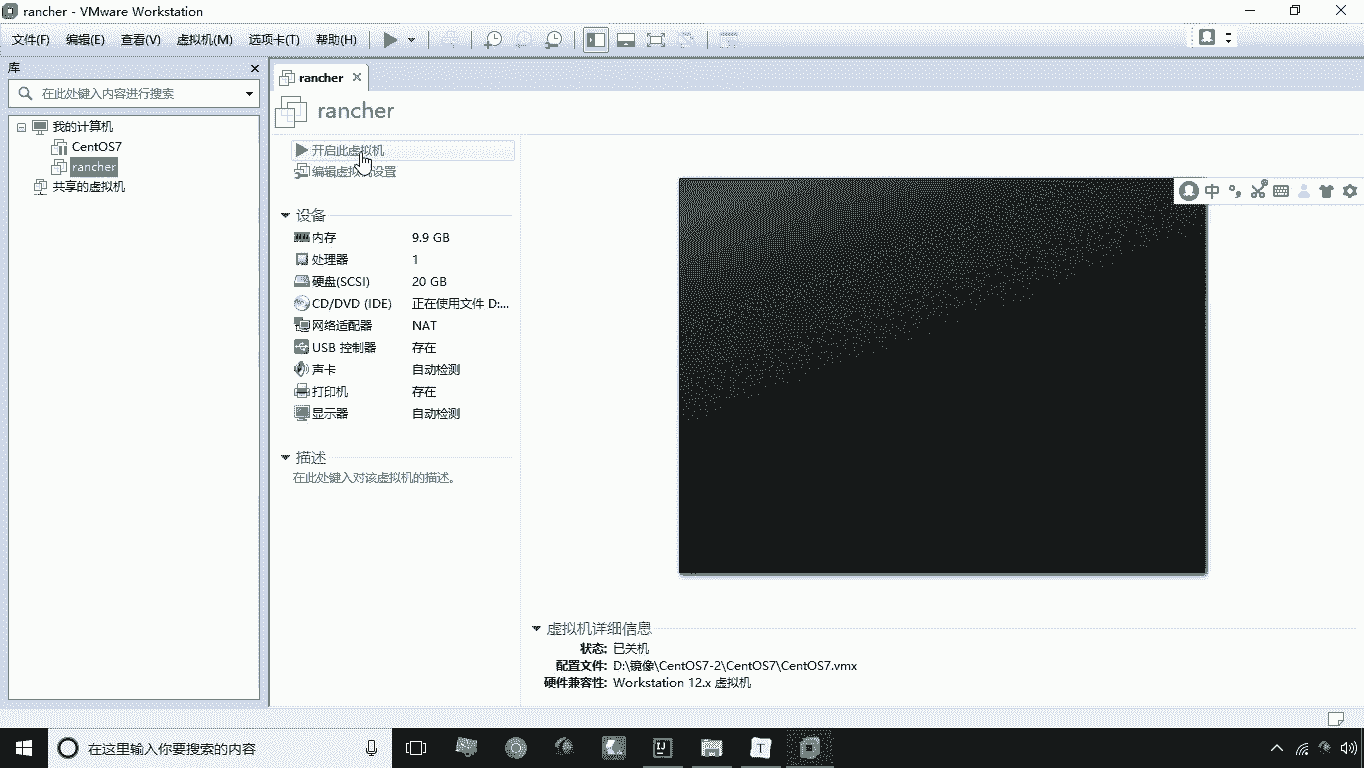 rancher - VMware Workstation
文件(F) 编辑(E) 查看(V) 虚拟机(M) 选项卡(T) 帮助(H)
库
在此处键入内容进行搜索
我的计算机
CentOS7
rancher
共享的虚拟机
rancher
rancher
开启此虚拟机
编辑虚拟机设置
设备
内存 9.9 GB
处理器 1
硬盘(SCSI) 20 GB
CD/DVD (IDE) 正在使用文件 D:...
网络适配器 NAT
USB 控制器 存在
声卡 自动检测
打印机 存在
显示器 自动检测
描述
在此处键入对该虚拟机的描述。
中
虚拟机详细信息
状态: 已关机
配置文件: D:\镜像\CentOS7-2\CentOS7\CentOS7.vmx
硬件兼容性: Workstation 12.x 虚拟机
在这里输入你要搜索的内容
IJ
T